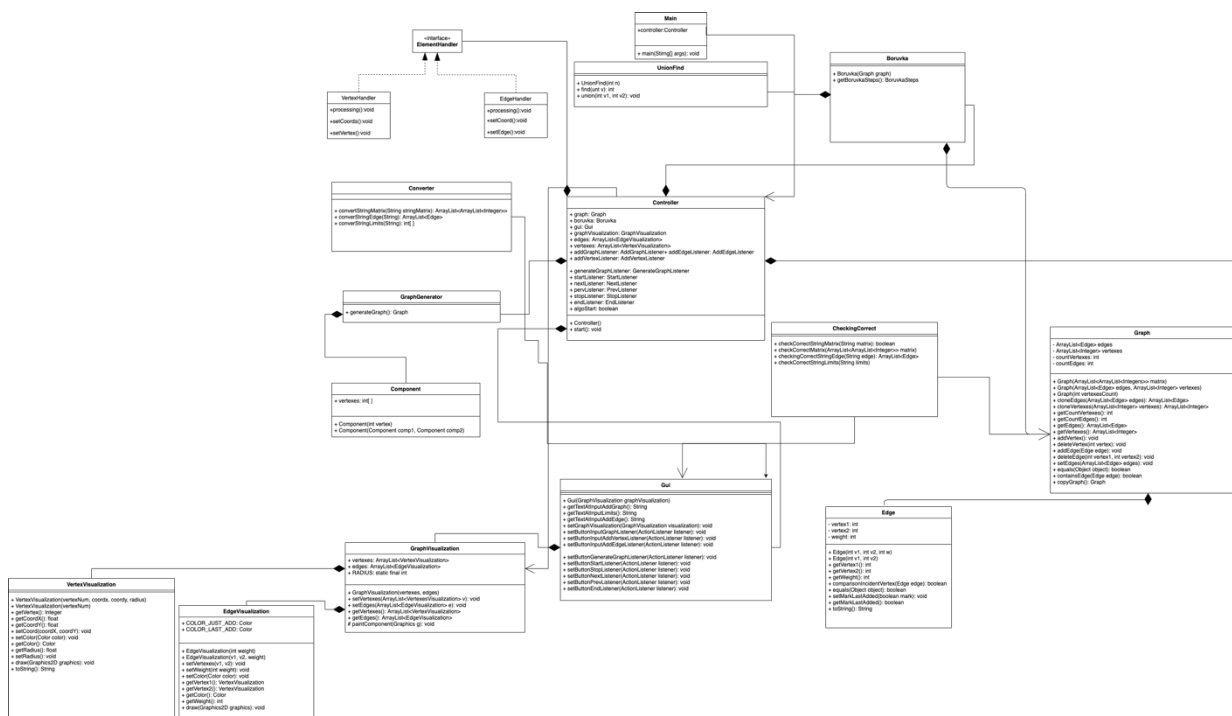 Main
+controller:Controller
+ main(Stirng[] args): void
«interface»
ElementHandler
UnionFind
+ UnionFind(int n)
+ find(unt v): int
+ union(int v1, int v2): void
Boruvka
+ Boruvka(Graph graph)
+ getBoruvkaSteps(): BoruvkaSteps
VertexHandler
+processing():void
+setCoords():void
+setVertex():void
EdgeHandler
+processing():void
+setCoord():void
+setEdge():void
Converter
+ convertStringMatrix(String stringMatrix): ArrayList<ArrayList<Integer>>
+ converStringEdge(String): ArrayList<Edge>
+ converStringLimits(String): int[ ]
Controller
+ graph: Graph
+ boruvka: Boruvka
+ gui: Gui
+ graphVisualization: GraphVisualization
+ edges: ArrayList<EdgeVisualization>
+ vertexes: ArrayList<VertexVisualization>
+ addGraphListener: AddGraphListener+ addEdgeListener: AddEdgeListener
+ addVertexListener: AddVertexListener
+ generateGraphListener: GenerateGraphListener
+ startListener: StartListener
+ nextListener: NextListener
+ pervListener: PrevListener
+ stopListener: StopListener
+ endListener: EndListener
+ algoStart: boolean
+ Controller()
+ start(): void
GraphGenerator
+ generateGraph(): Graph
Component
+ vertexes: int[ ]
+ Component(int vertex)
+ Component(Component comp1, Component comp2)
CheckingCorrect
+ checkCorrectStringMatrix(String matrix): boolean
+ checkCorrectMatrix(ArrayList<ArrayList<Integer>> matrix)
+ checkingCorrectStringEdge(String edge): ArrayList<Edge>
+ checkCorrectStringLimits(String limits)
Graph
- ArrayList<Edge> edges
- ArrayList<Integer> vertexes
- countVertexes: int
- countEdges: int
+ Graph(ArrayList<ArrayList<Integers>> matrix)
+ Graph(ArrayList<Edge> edges, ArrayList<Integer> vertexes)
+ Graph(int vertexesCount)
+ cloneEdges(ArrayList<Edge> edges): ArrayList<Edge>
+ cloneVertexes(ArrayList<Integer> vertexes): ArrayList<Integer>
+ getCountVertexes(): int
+ getCountEdges(): int
+ getEdges(): ArrayList<Edge>
+ getVertexes(): ArrayList<Integer>
+ addVertex(): void
+ deleteVertex(int vertex): void
+ addEdge(Edge edge): void
+ deleteEdge(int vertex1, int vertex2): void
+ setEdges(ArrayList<Edge> edges): void
+ equals(Object object): boolean
+ containsEdge(Edge edge): boolean
+ copyGraph(): Graph
Gui
+ Gui(GraphVisualization graphVisualization)
+ getTextAtInputAddGraph(): String
+ getTextAtInputLimits(): String
+ getTextAtInputAddEdge(): String
+ setGraphVisualization(GraphVisualization visualization): void
+ setButtonInputGraphListener(ActionListener listener): void
+ setButtonInputAddVertexListener(ActionListener listener): void
+ setButtonInputAddEdgeListener(ActionListener listener): void
+ setButtonGenerateGraphListener(ActionListener listener): void
+ setButtonStartListener(ActionListener listener): void
+ setButtonStopListener(ActionListener listener): void
+ setButtonNextListener(ActionListener listener): void
+ setButtonPrevListener(ActionListener listener): void
+ setButtonEndListener(ActionListener listener): void
Edge
- vertex1: int
- vertex2: int
- weight: int
+ Edge(int v1, int v2, int w)
+ Edge(int v1, int v2)
+ getVertex1(): int
+ getVertex2(): int
+ getWeight(): int
+ comparisonIncidentVertex(Edge edge): boolean
+ equals(Object object): boolean
+ setMarkLastAdded(boolean mark): void
+ getMarkLastAdded(): boolean
+ toString(): String
GraphVisualization
+ vertexes: ArrayList<VertexVisualization>
+ edges: ArrayList<EdgeVisualization>
+ RADIUS: static final int
+ GraphVisualization(vertexes, edges)
+ setVertexes(ArrayList<VertexesVisualization> v): void
+ setEdges(ArrayList<EdgeVisualization> e): void
+ getVertexes(): ArrayList<VertexVisualization>
+ getEdges(): ArrayList<EdgeVisualization>
# paintComponent(Graphics g): void
VertexVisualization
+ VertexVisualization(vertexNum, coordx, coordy, radius)
+ VertexVisualization(vertexNum)
+ getVertex(): Integer
+ getCoordX(): float
+ getCoordY(): float
+ setCoord(coordX, coordY): void
+ setColor(Color color): void
+ getColor(): Color
+ getRadius(): float
+ setRadius(): void
+ draw(Graphics2D graphics): void
+ toString(): String
EdgeVisualization
+ COLOR_JUST_ADD: Color
+ COLOR_LAST_ADD: Color
+ EdgeVisualization(int weight)
+ EdgeVisualization(v1, v2, weight)
+ setVertexes(v1, v2): void
+ setWeight(int weight): void
+ setColor(Color color): void
+ getVertex1(): VertexVisualization
+ getVertex2(): VertexVisualization
+ getColor(): Color
+ getWeight(): int
+ draw(Graphics2D graphics): void